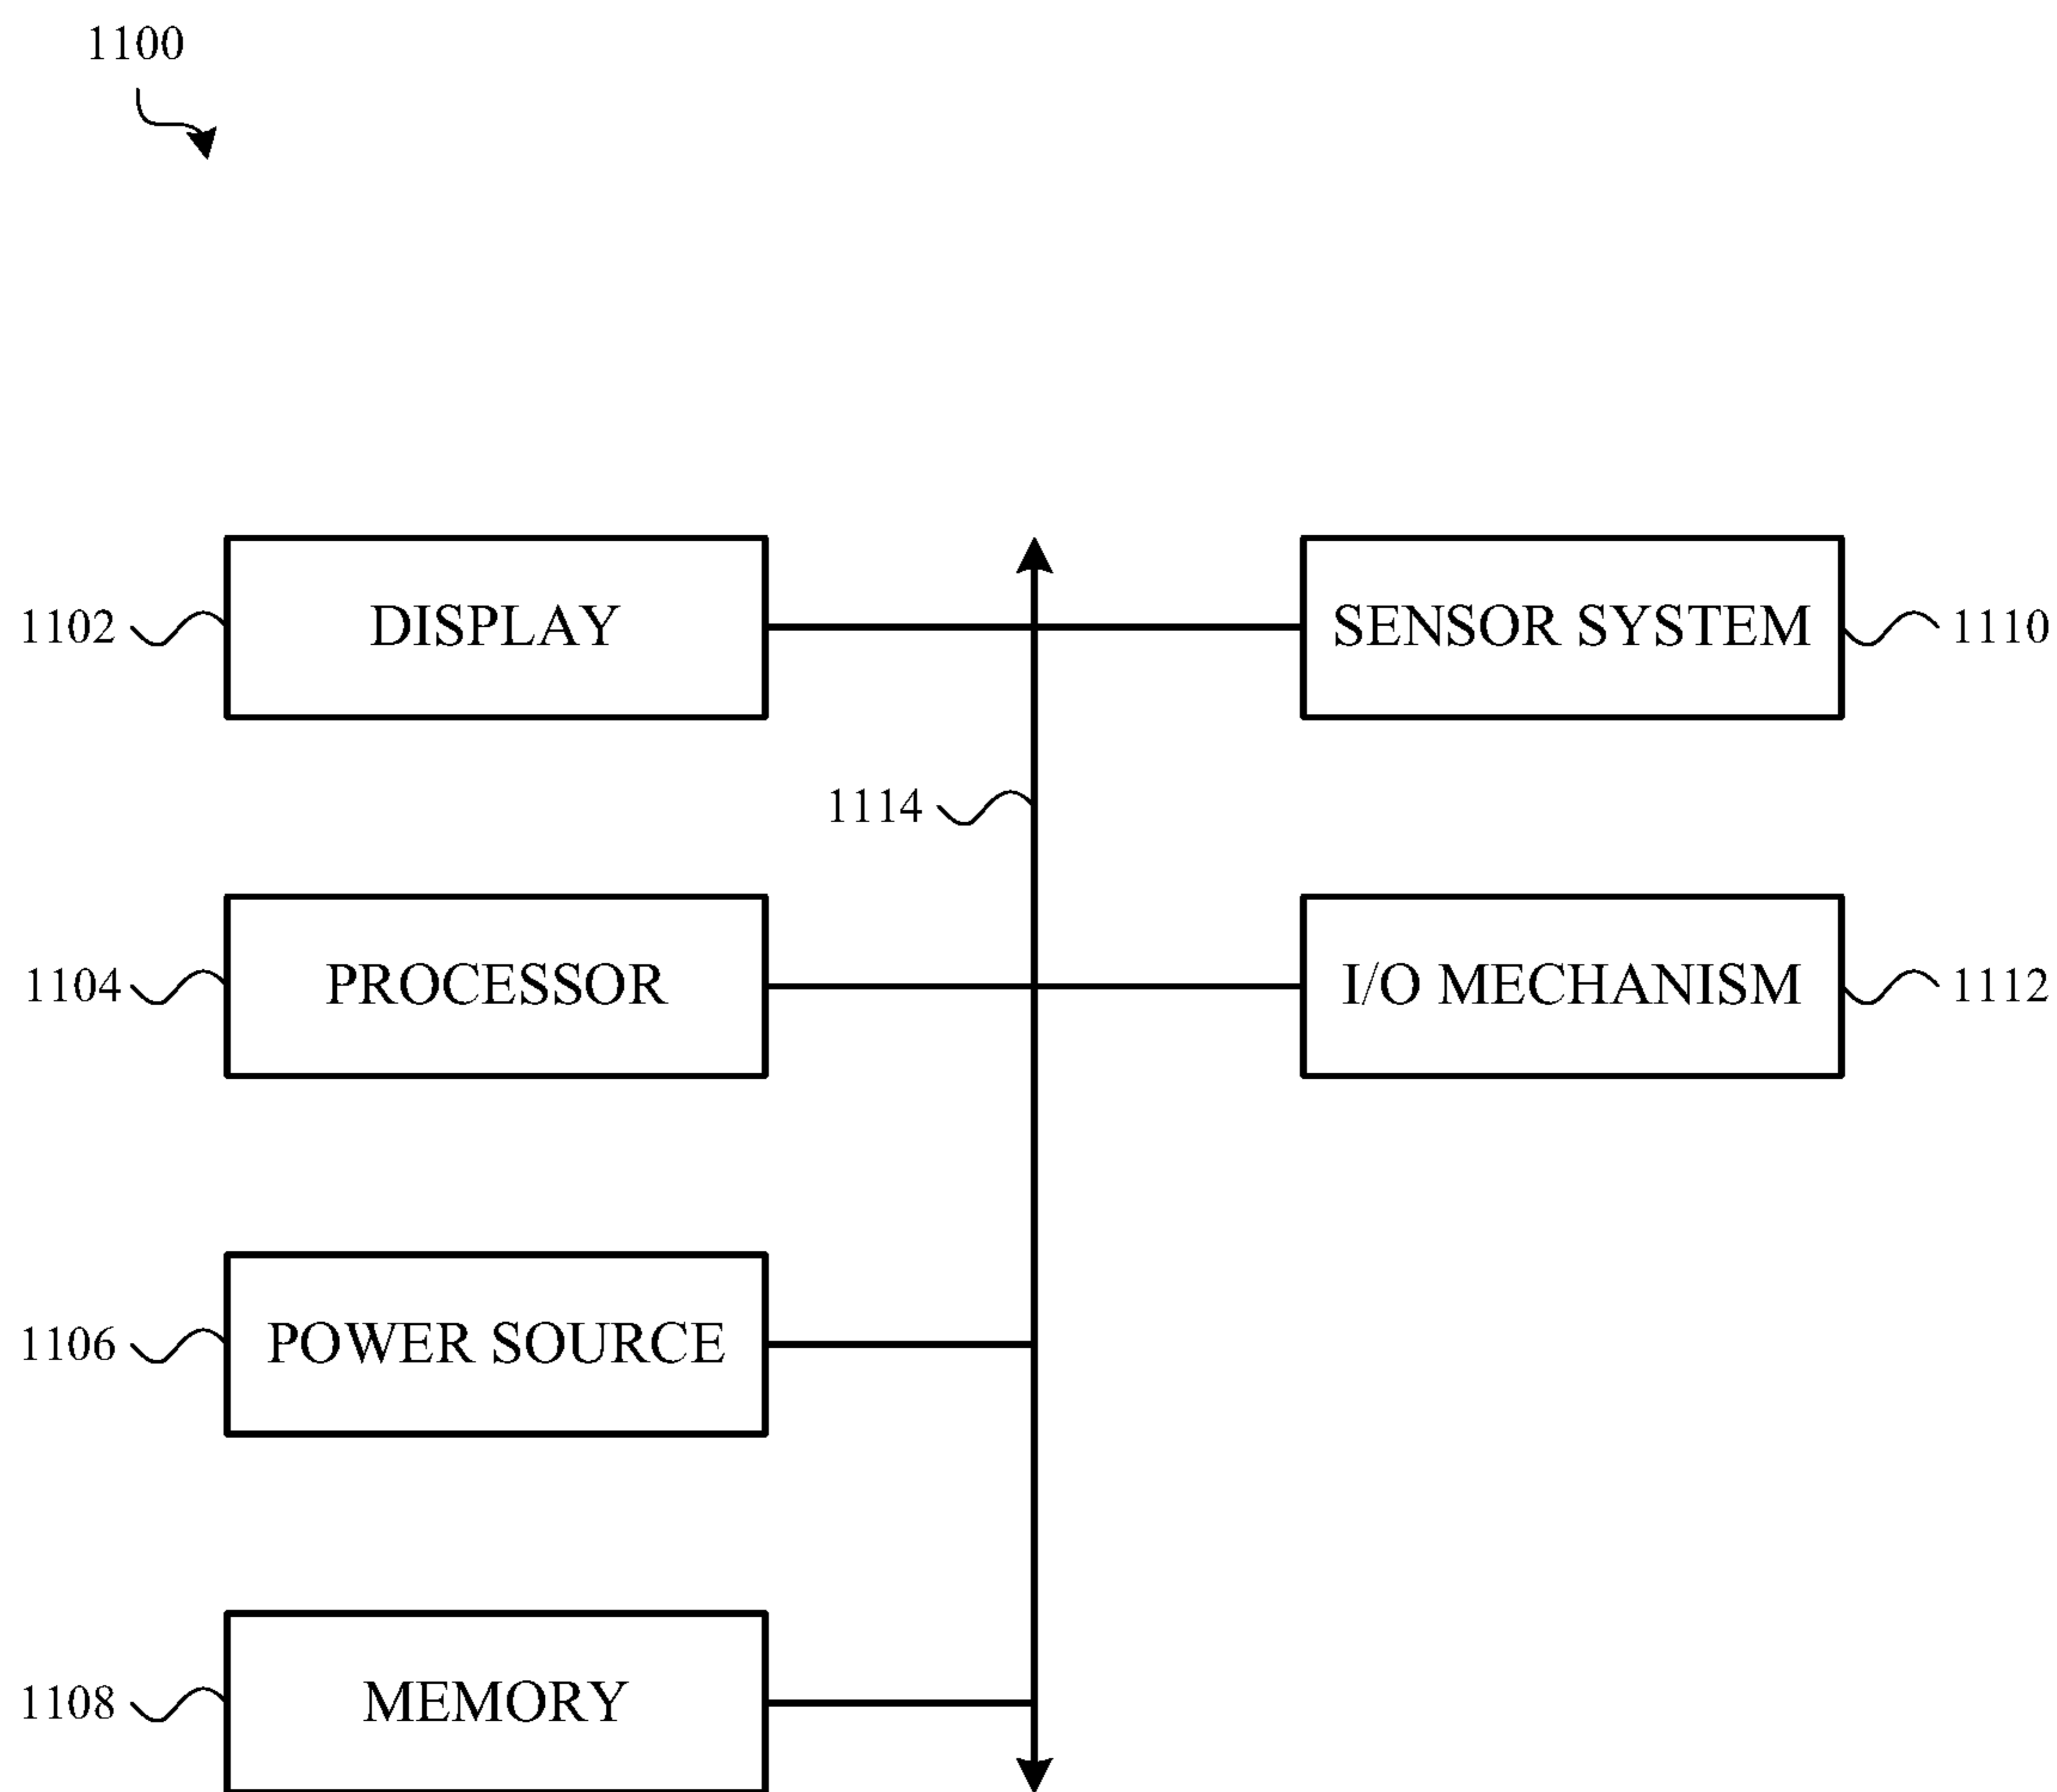 1100
1102 DISPLAY SENSOR SYSTEM 1110
1114
1104 PROCESSOR I/O MECHANISM 1112
1106 POWER SOURCE
1108 MEMORY